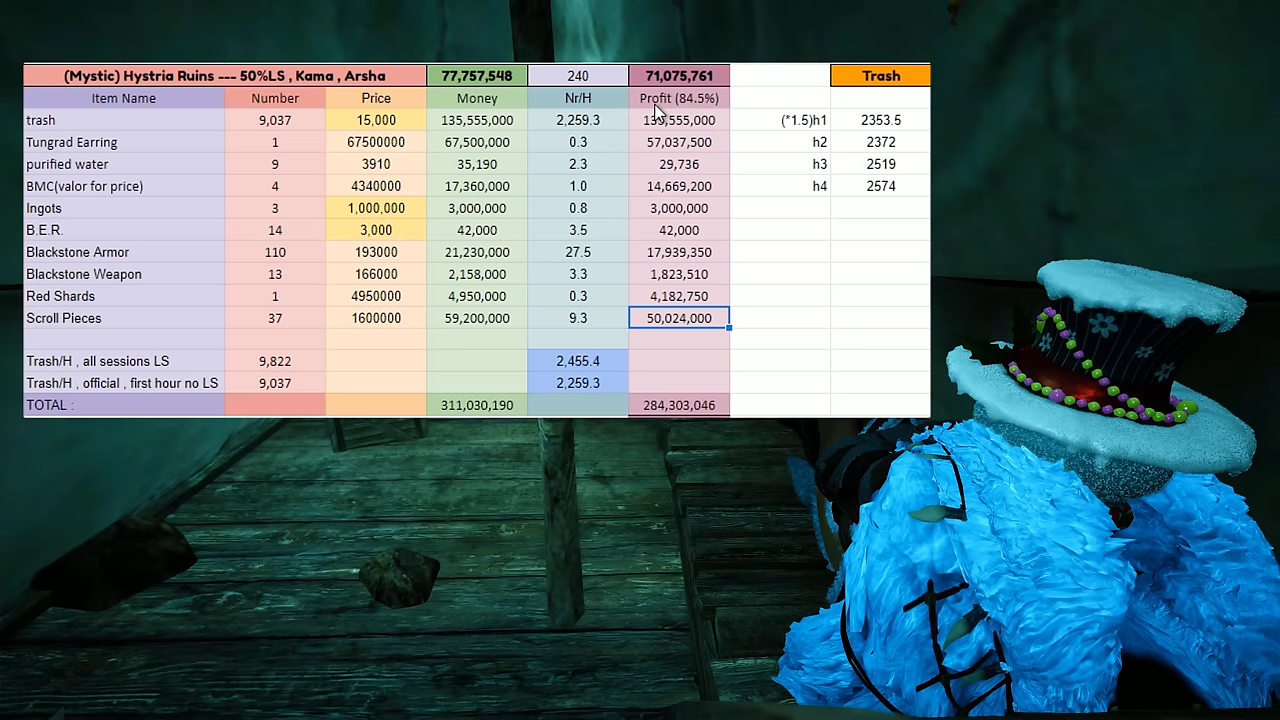 (Mystic) Hystria Ruins --- 50%LS , Kama , Arsha 77,757,548 240 71,075,761 Trash
Item Name Number Price Money Nr/H Profit (84.5%)
trash 9,037 15,000 135,555,000 2,259.3 135,555,000 (*1.5)h1 2353.5
Tungrad Earring 1 67500000 67,500,000 0.3 57,037,500 h2 2372
purified water 9 3910 35,190 2.3 29,736 h3 2519
BMC(valor for price) 4 4340000 17,360,000 1.0 14,669,200 h4 2574
Ingots 3 1,000,000 3,000,000 0.8 3,000,000
B.E.R. 14 3,000 42,000 3.5 42,000
Blackstone Armor 110 193000 21,230,000 27.5 17,939,350
Blackstone Weapon 13 166000 2,158,000 3.3 1,823,510
Red Shards 1 4950000 4,950,000 0.3 4,182,750
Scroll Pieces 37 1600000 59,200,000 9.3 50,024,000
Trash/H , all sessions LS 9,822 2,455.4
Trash/H , official , first hour no LS 9,037 2,259.3
TOTAL : 311,030,190 284,303,046